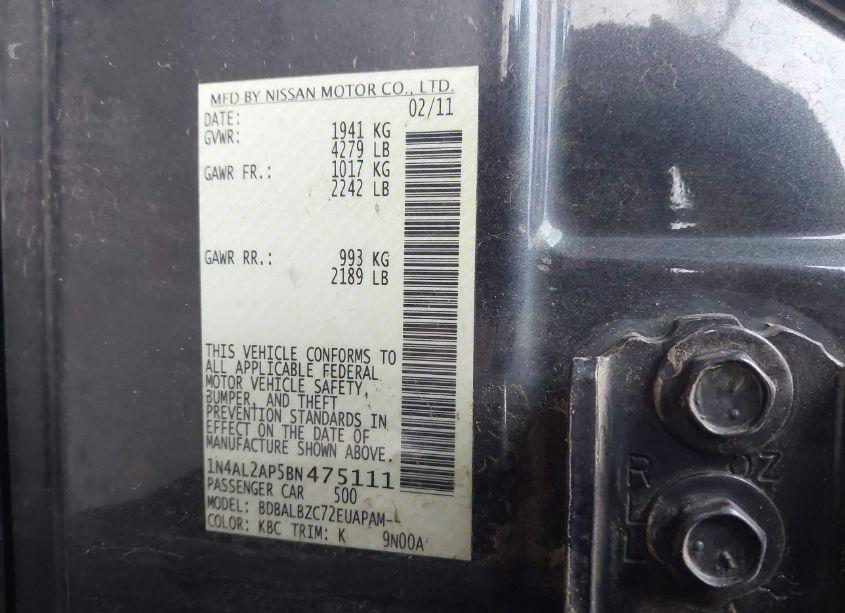 MFD BY NISSAN MOTOR CO., LTD.
DATE: 02/11
GVWR: 1941 KG
4279 LB
GAWR FR.: 1017 KG
2242 LB
GAWR RR.: 993 KG
2189 LB
THIS VEHICLE CONFORMS TO
ALL APPLICABLE FEDERAL
MOTOR VEHICLE SAFETY,
BUMPER, AND THEFT
PREVENTION STANDARDS IN
EFFECT ON THE DATE OF
MANUFACTURE SHOWN ABOVE.
1N4AL2AP5BN475111
PASSENGER CAR 500
MODEL: BDBALBZC72EUAPAM--
COLOR: KBC TRIM: K 9N00A